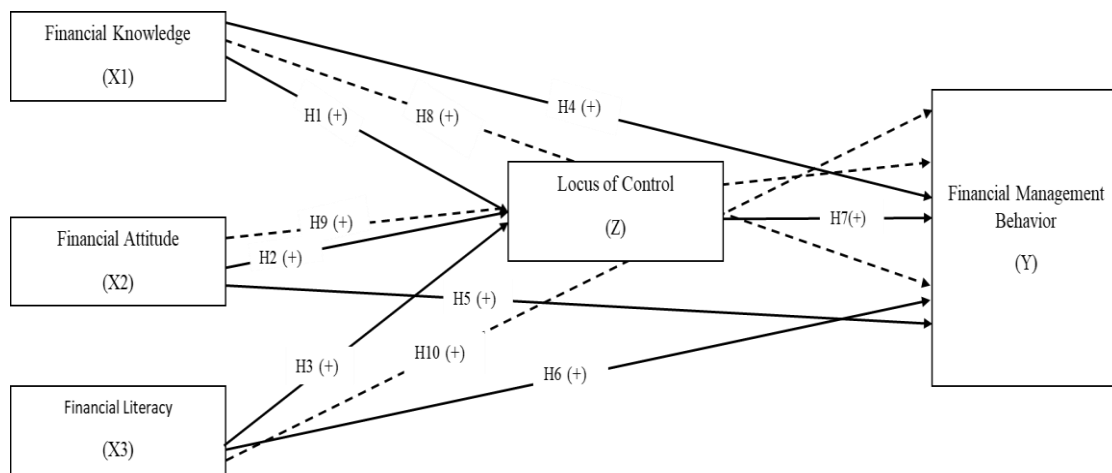 Financial Knowledge
(X1)
H1 (+)
H8 (+)
H4 (+)
Locus of Control
(Z)
H7(+)
Financial Management
Behavior
(Y)
Financial Attitude
(X2)
H9 (+)
H2 (+)
H5 (+)
H3 (+)
H10 (+)
H6 (+)
Financial Literacy
(X3)